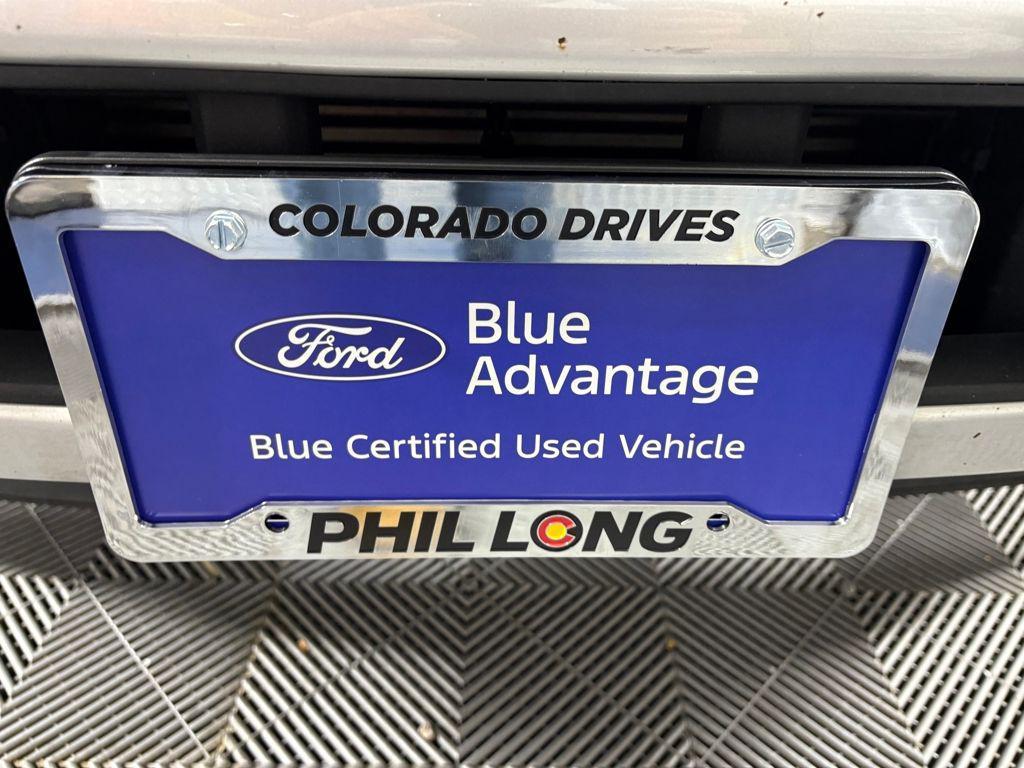 COLORADO DRIVES
Ford
Blue
Advantage
Blue Certified Used Vehicle
PHIL LONG